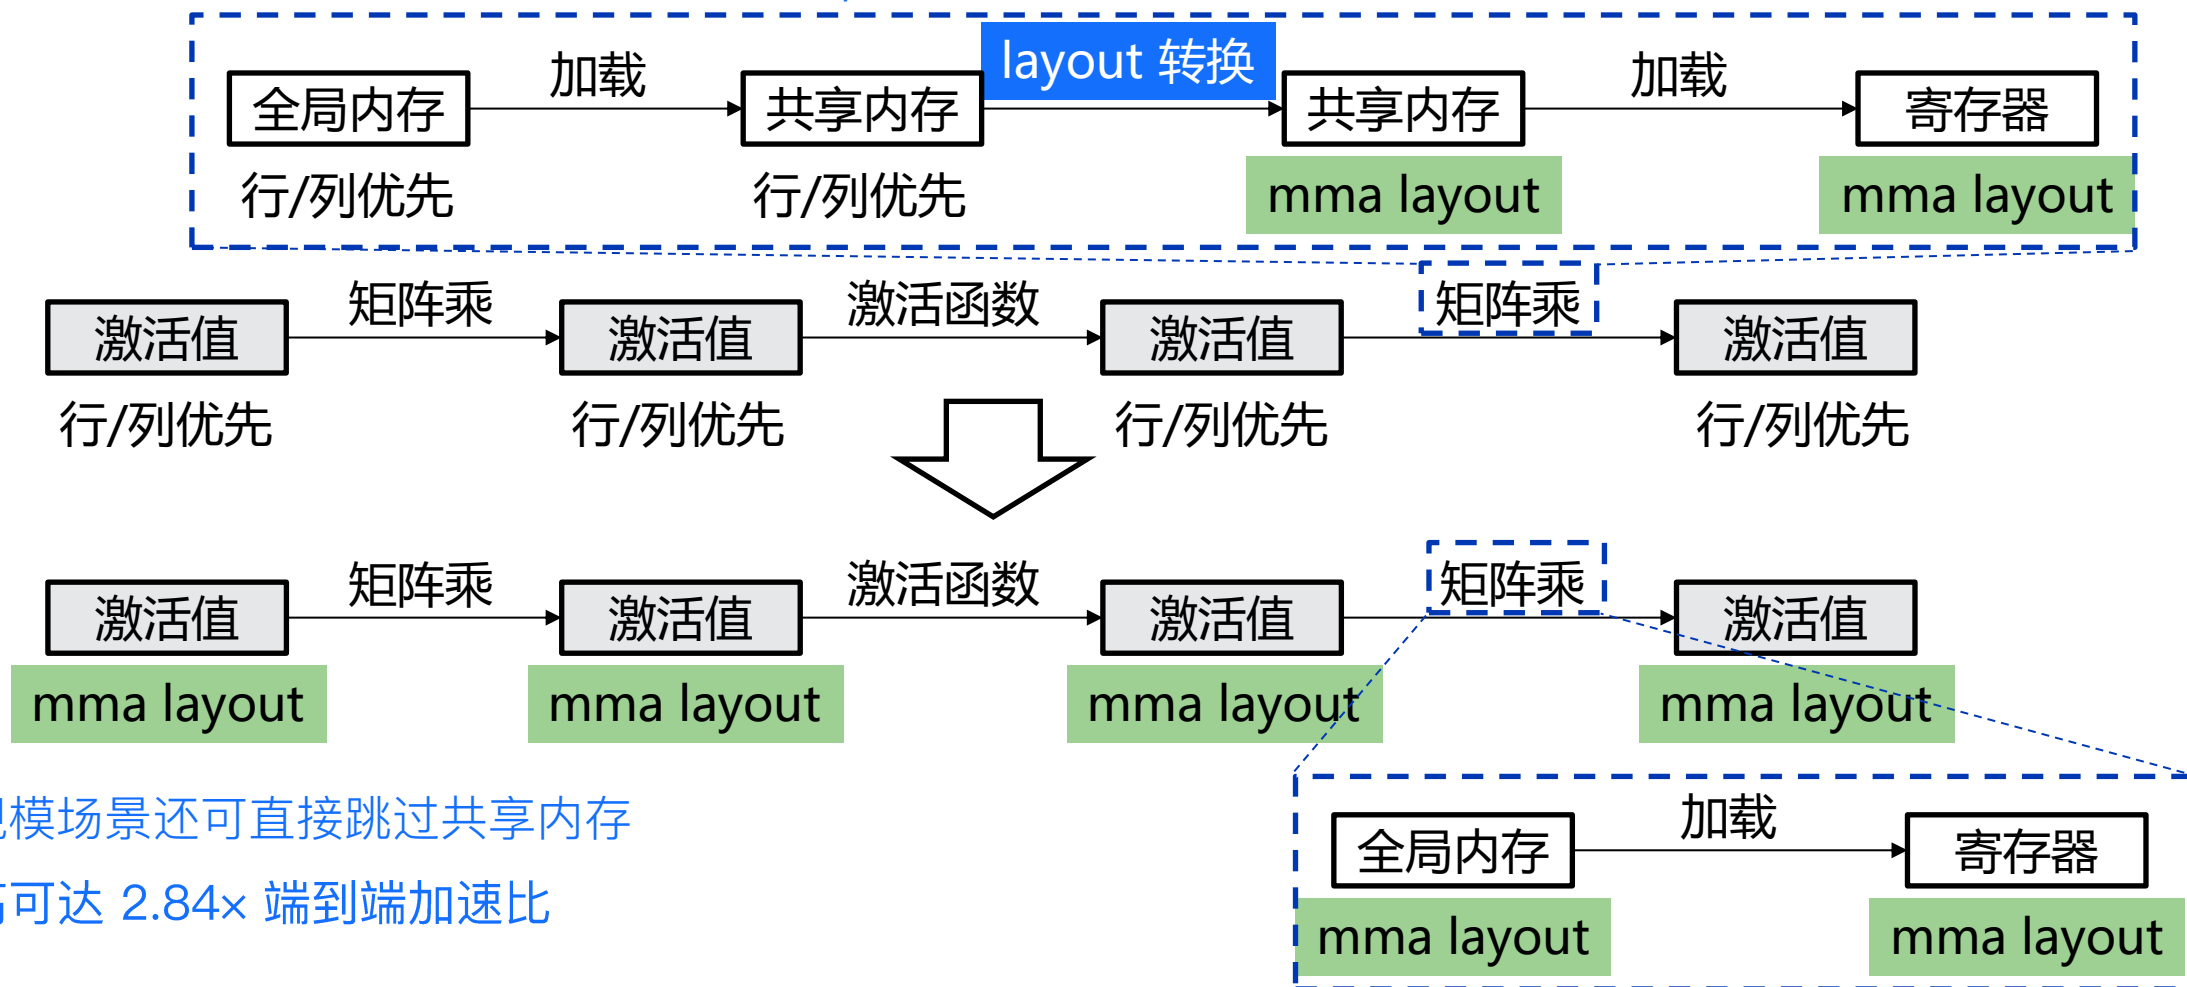 加载 layout 转换 加载
全局内存 共享内存 共享内存 寄存器
行/列优先 行/列优先 mma layout mma layout
矩阵乘 激活函数 矩阵乘
激活值 激活值 激活值 激活值
行/列优先 行/列优先 行/列优先 行/列优先
矩阵乘 激活函数 矩阵乘
激活值 激活值 激活值 激活值
mma layout mma layout mma layout mma layout
模场景还可直接跳过共享内存
可达 2.84× 端到端加速比
加载
全局内存 寄存器
mma layout mma layout